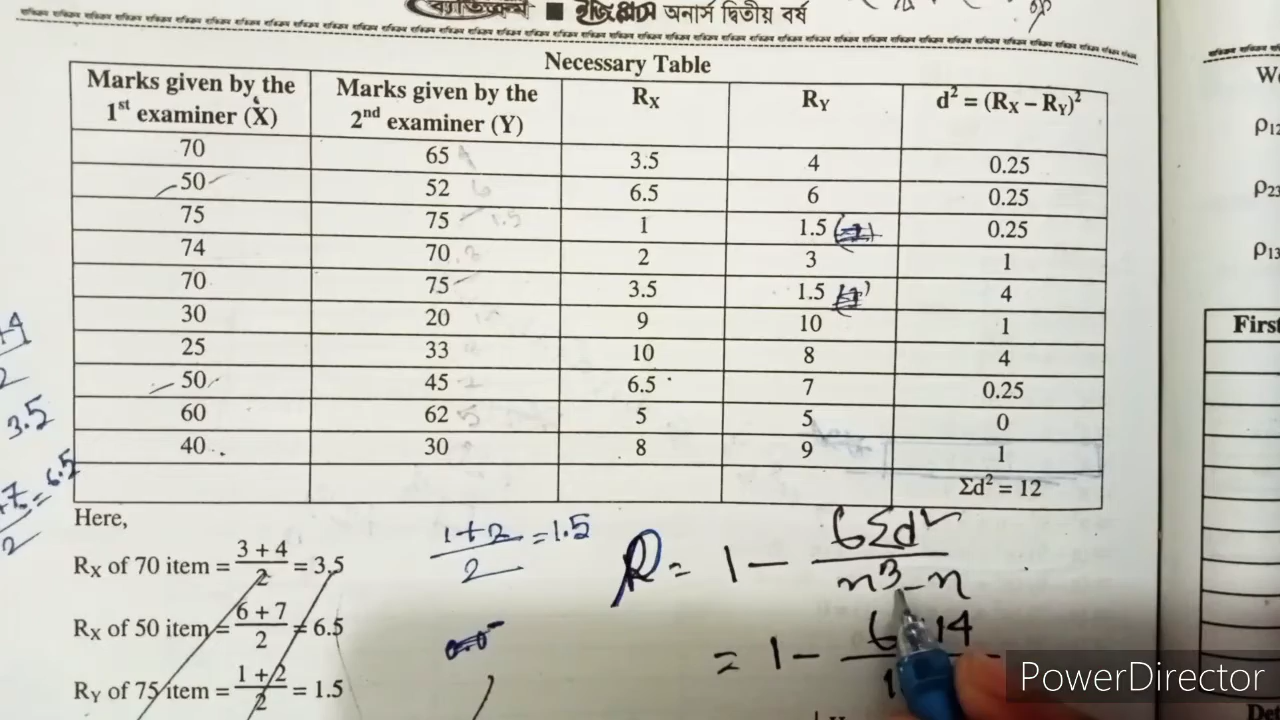 ■ অনার্স দ্বিতীয় বর্ষ
Necessary Table
Marks given by the 1st examiner (X) Marks given by the 2nd examiner (Y) RX RY d² = (RX – RY)²
70 65 3.5 4 0.25
50 52 6.5 6 0.25
75 75 1 1.5 0.25
74 70 2 3 1
70 75 3.5 1.5 4
30 20 9 10 1
25 33 10 8 4
50 45 6.5 7 0.25
60 62 5 5 0
40 30 8 9 1
Σd² = 12
Here,
RX of 70 item = 3 + 4 / 2 = 3.5
RX of 50 item = 6 + 7 / 2 = 6.5
RY of 75 item = 1 + 2 / 2 = 1.5
1+2 / 2 = 1.5
R = 1 – 6Σd² / n³ – n
= 1 – 6 14
3.5
= 6.5
ρ12
ρ23
ρ13
First
PowerDirector